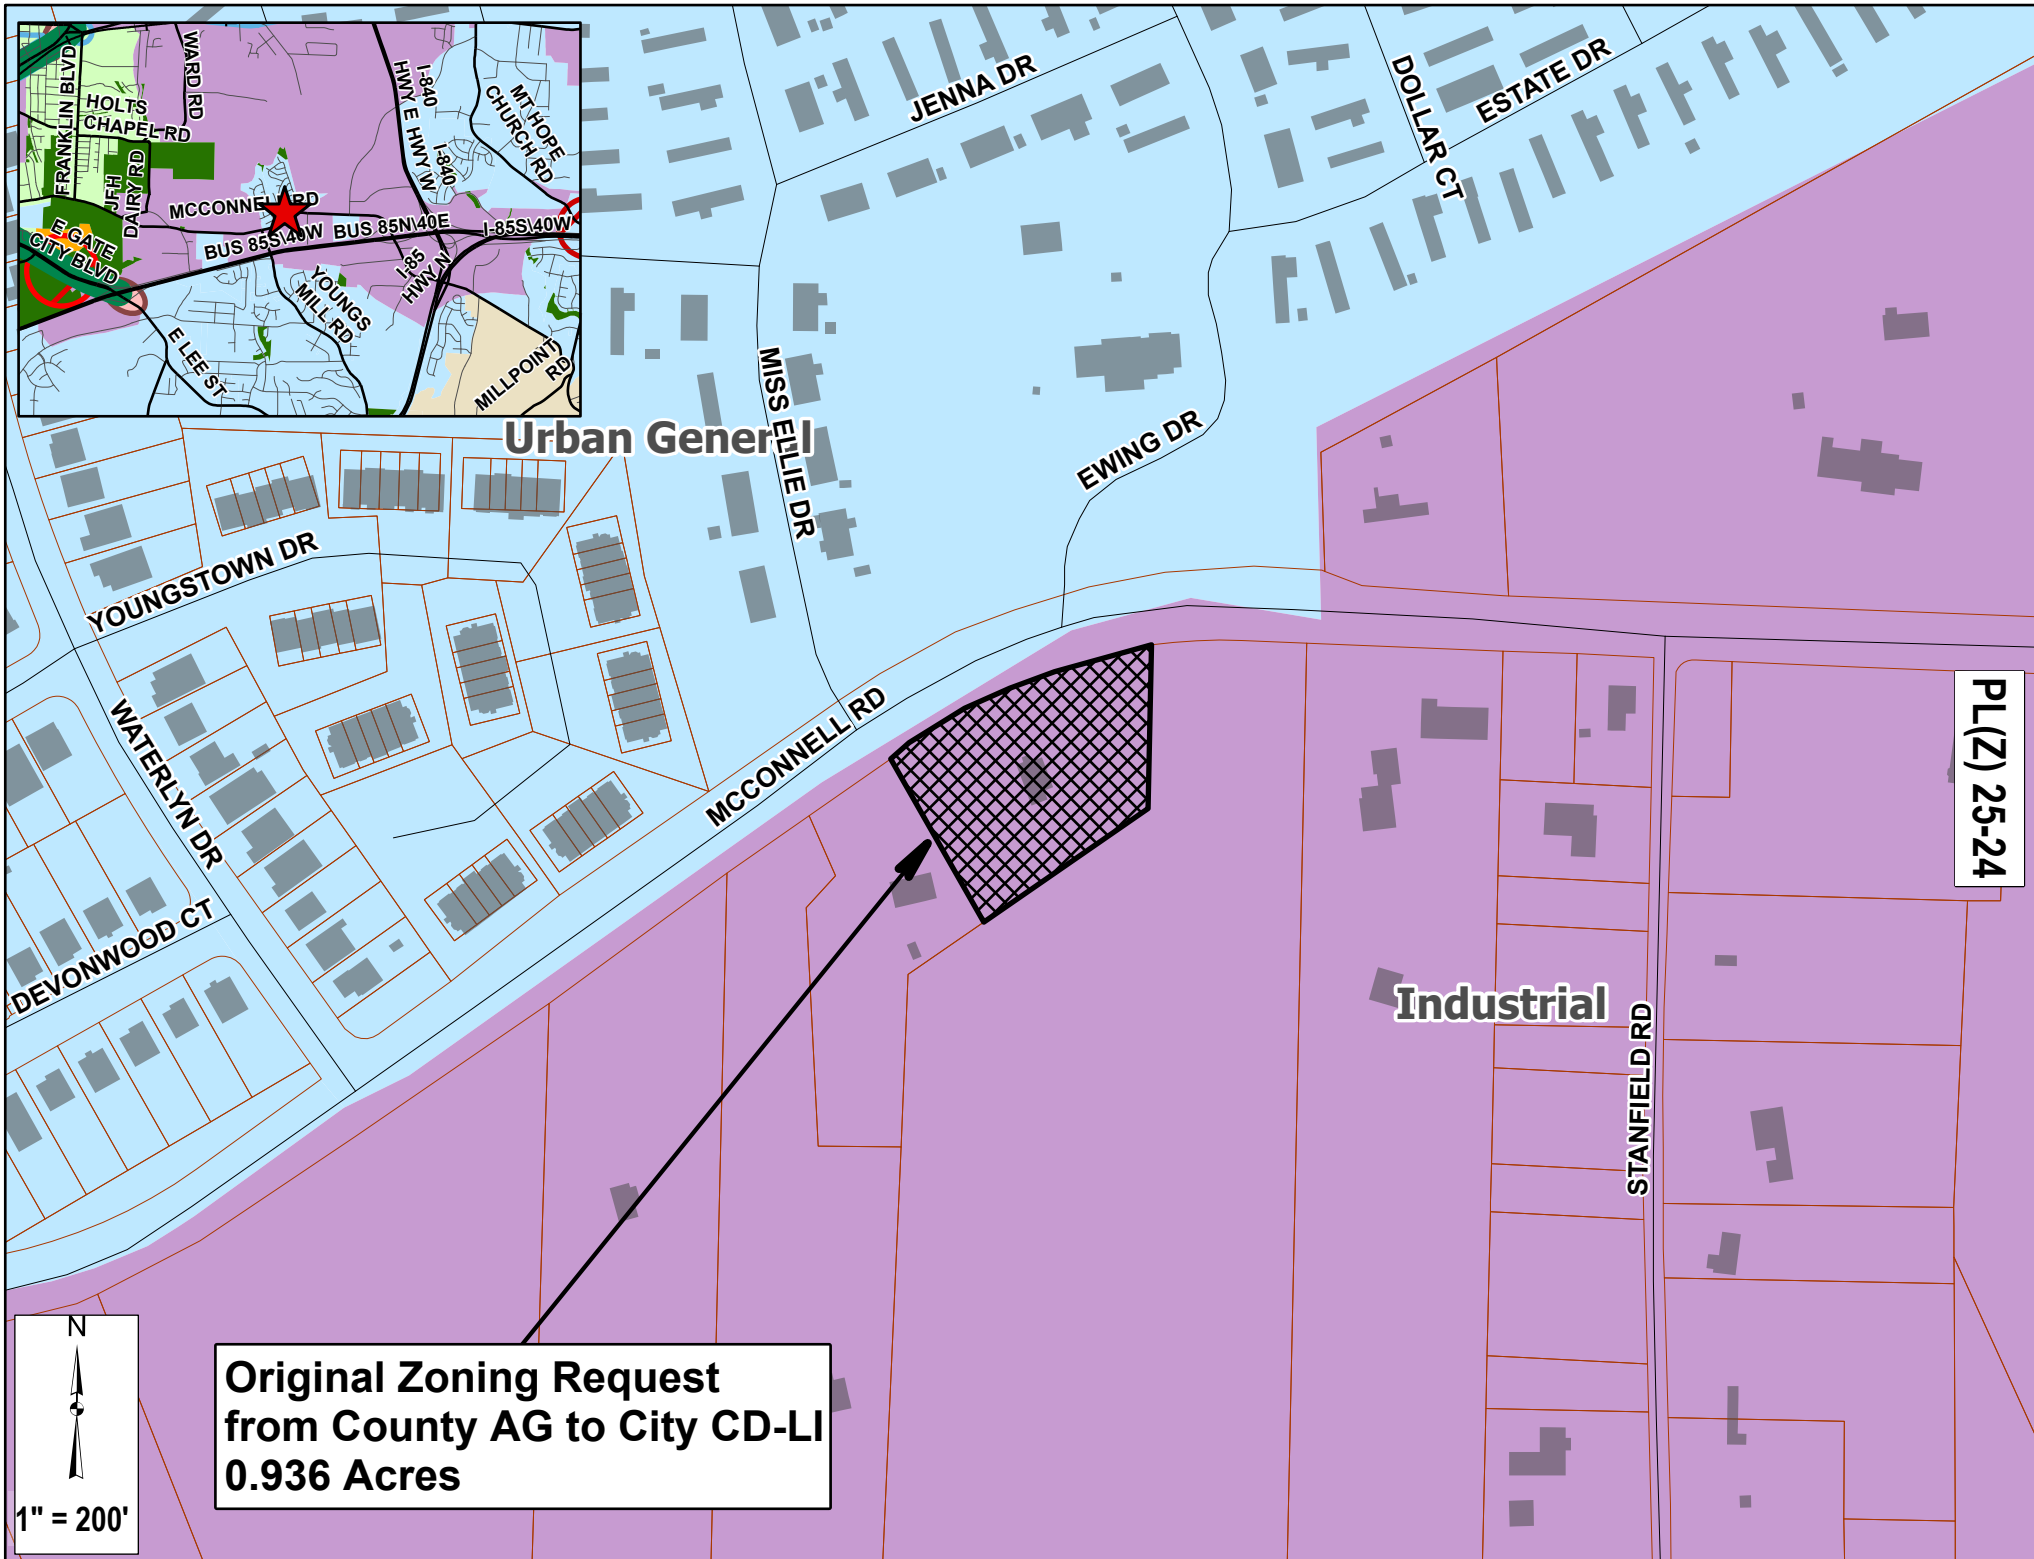 FRANKLIN BLVD
WARD RD
HOLTS
CHAPEL RD
JFH
DAIRY RD
MCCONNELL RD
E GATE
CITY BLVD
BUS 85S\40W
BUS 85N\40E
I-85S\40W
I-840
HWY E
HWY W
I-840
MT HOPE
CHURCH RD
I-85
HWY N
YOUNGS
MILL RD
E LEE ST
MILLPOINT
RD
JENNA DR
DOLLAR CT
ESTATE DR
Urban General
MISS ELLIE DR
EWING DR
YOUNGSTOWN DR
WATERLYN DR
MCCONNELL RD
DEVONWOOD CT
PL(Z) 25-24
Industrial
STANFIELD RD
N
1" = 200'
Original Zoning Request
from County AG to City CD-LI
0.936 Acres